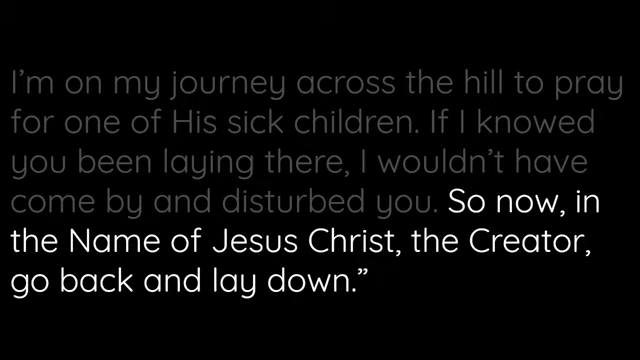 I'm on my journey across the hill to pray
for one of His sick children. If I knowed
you been laying there, I wouldn't have
come by and disturbed you. So now, in
the Name of Jesus Christ, the Creator,
go back and lay down.”